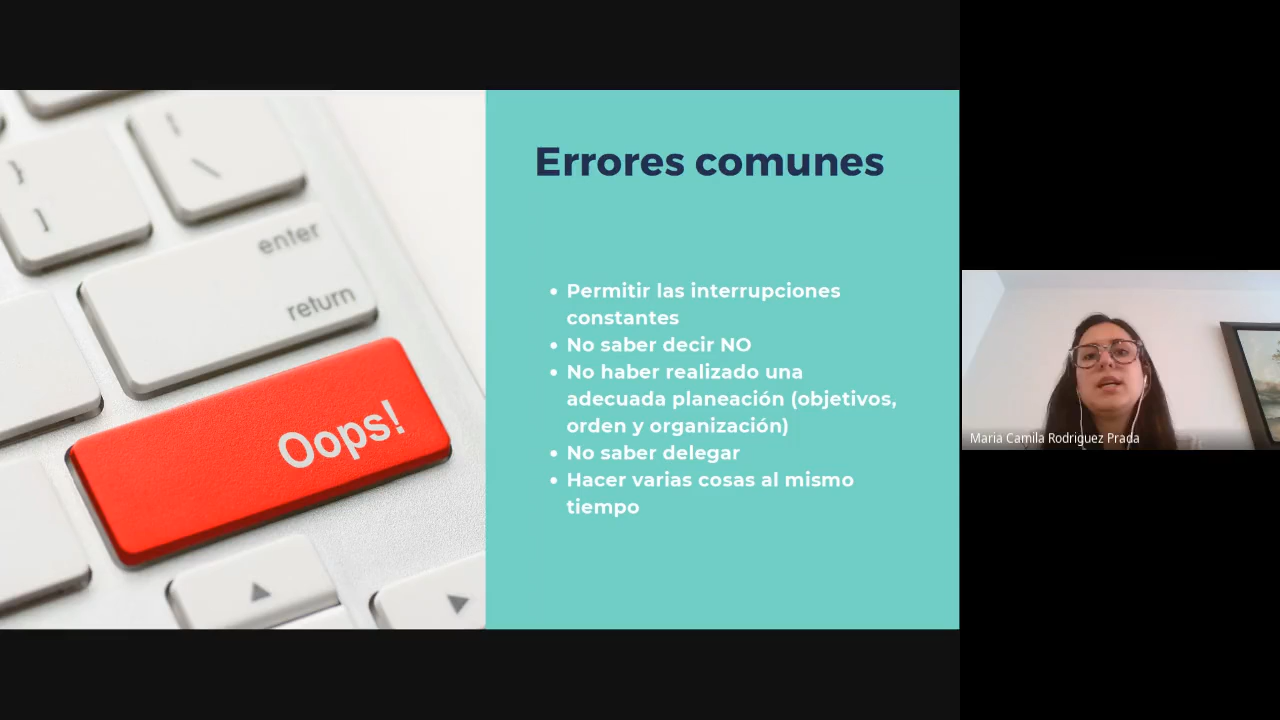 }
]
|
\
enter
return
Oops!
Errores comunes
• Permitir las interrupciones
constantes
• No saber decir NO
• No haber realizado una
adecuada planeación (objetivos,
orden y organización)
• No saber delegar
• Hacer varias cosas al mismo
tiempo
Maria Camila Rodriguez Prada